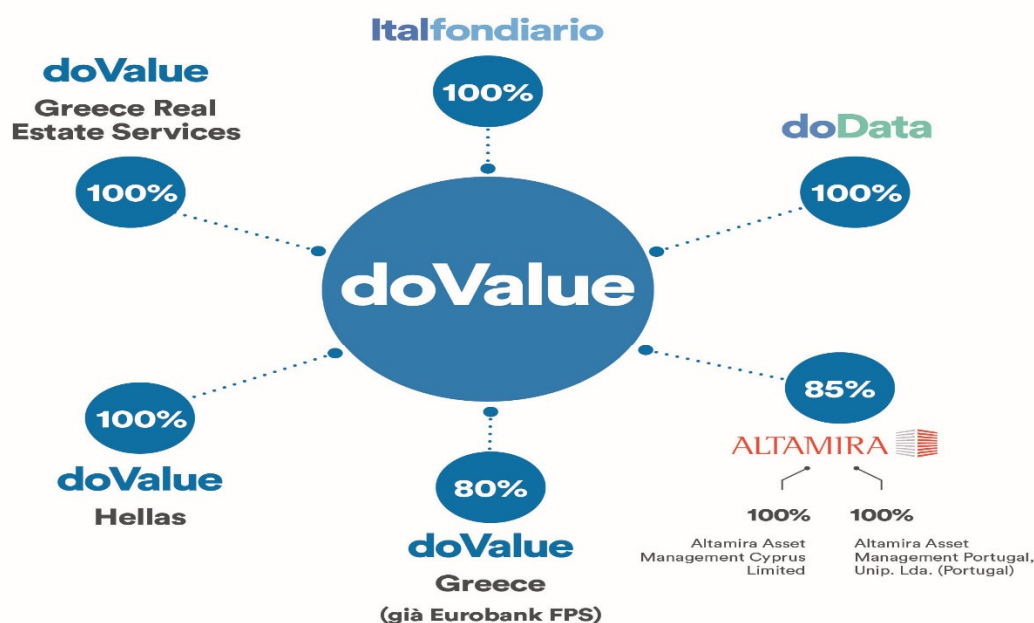 Italfondiario
100%
doValue
Greece Real
Estate Services
100%
doData
100%
doValue
100%
doValue
Hellas
80%
doValue
Greece
(già Eurobank FPS)
85%
ALTAMIRA
100%
Altamira Asset
Management Cyprus
Limited
100%
Altamira Asset
Management Portugal,
Unip. Lda. (Portugal)